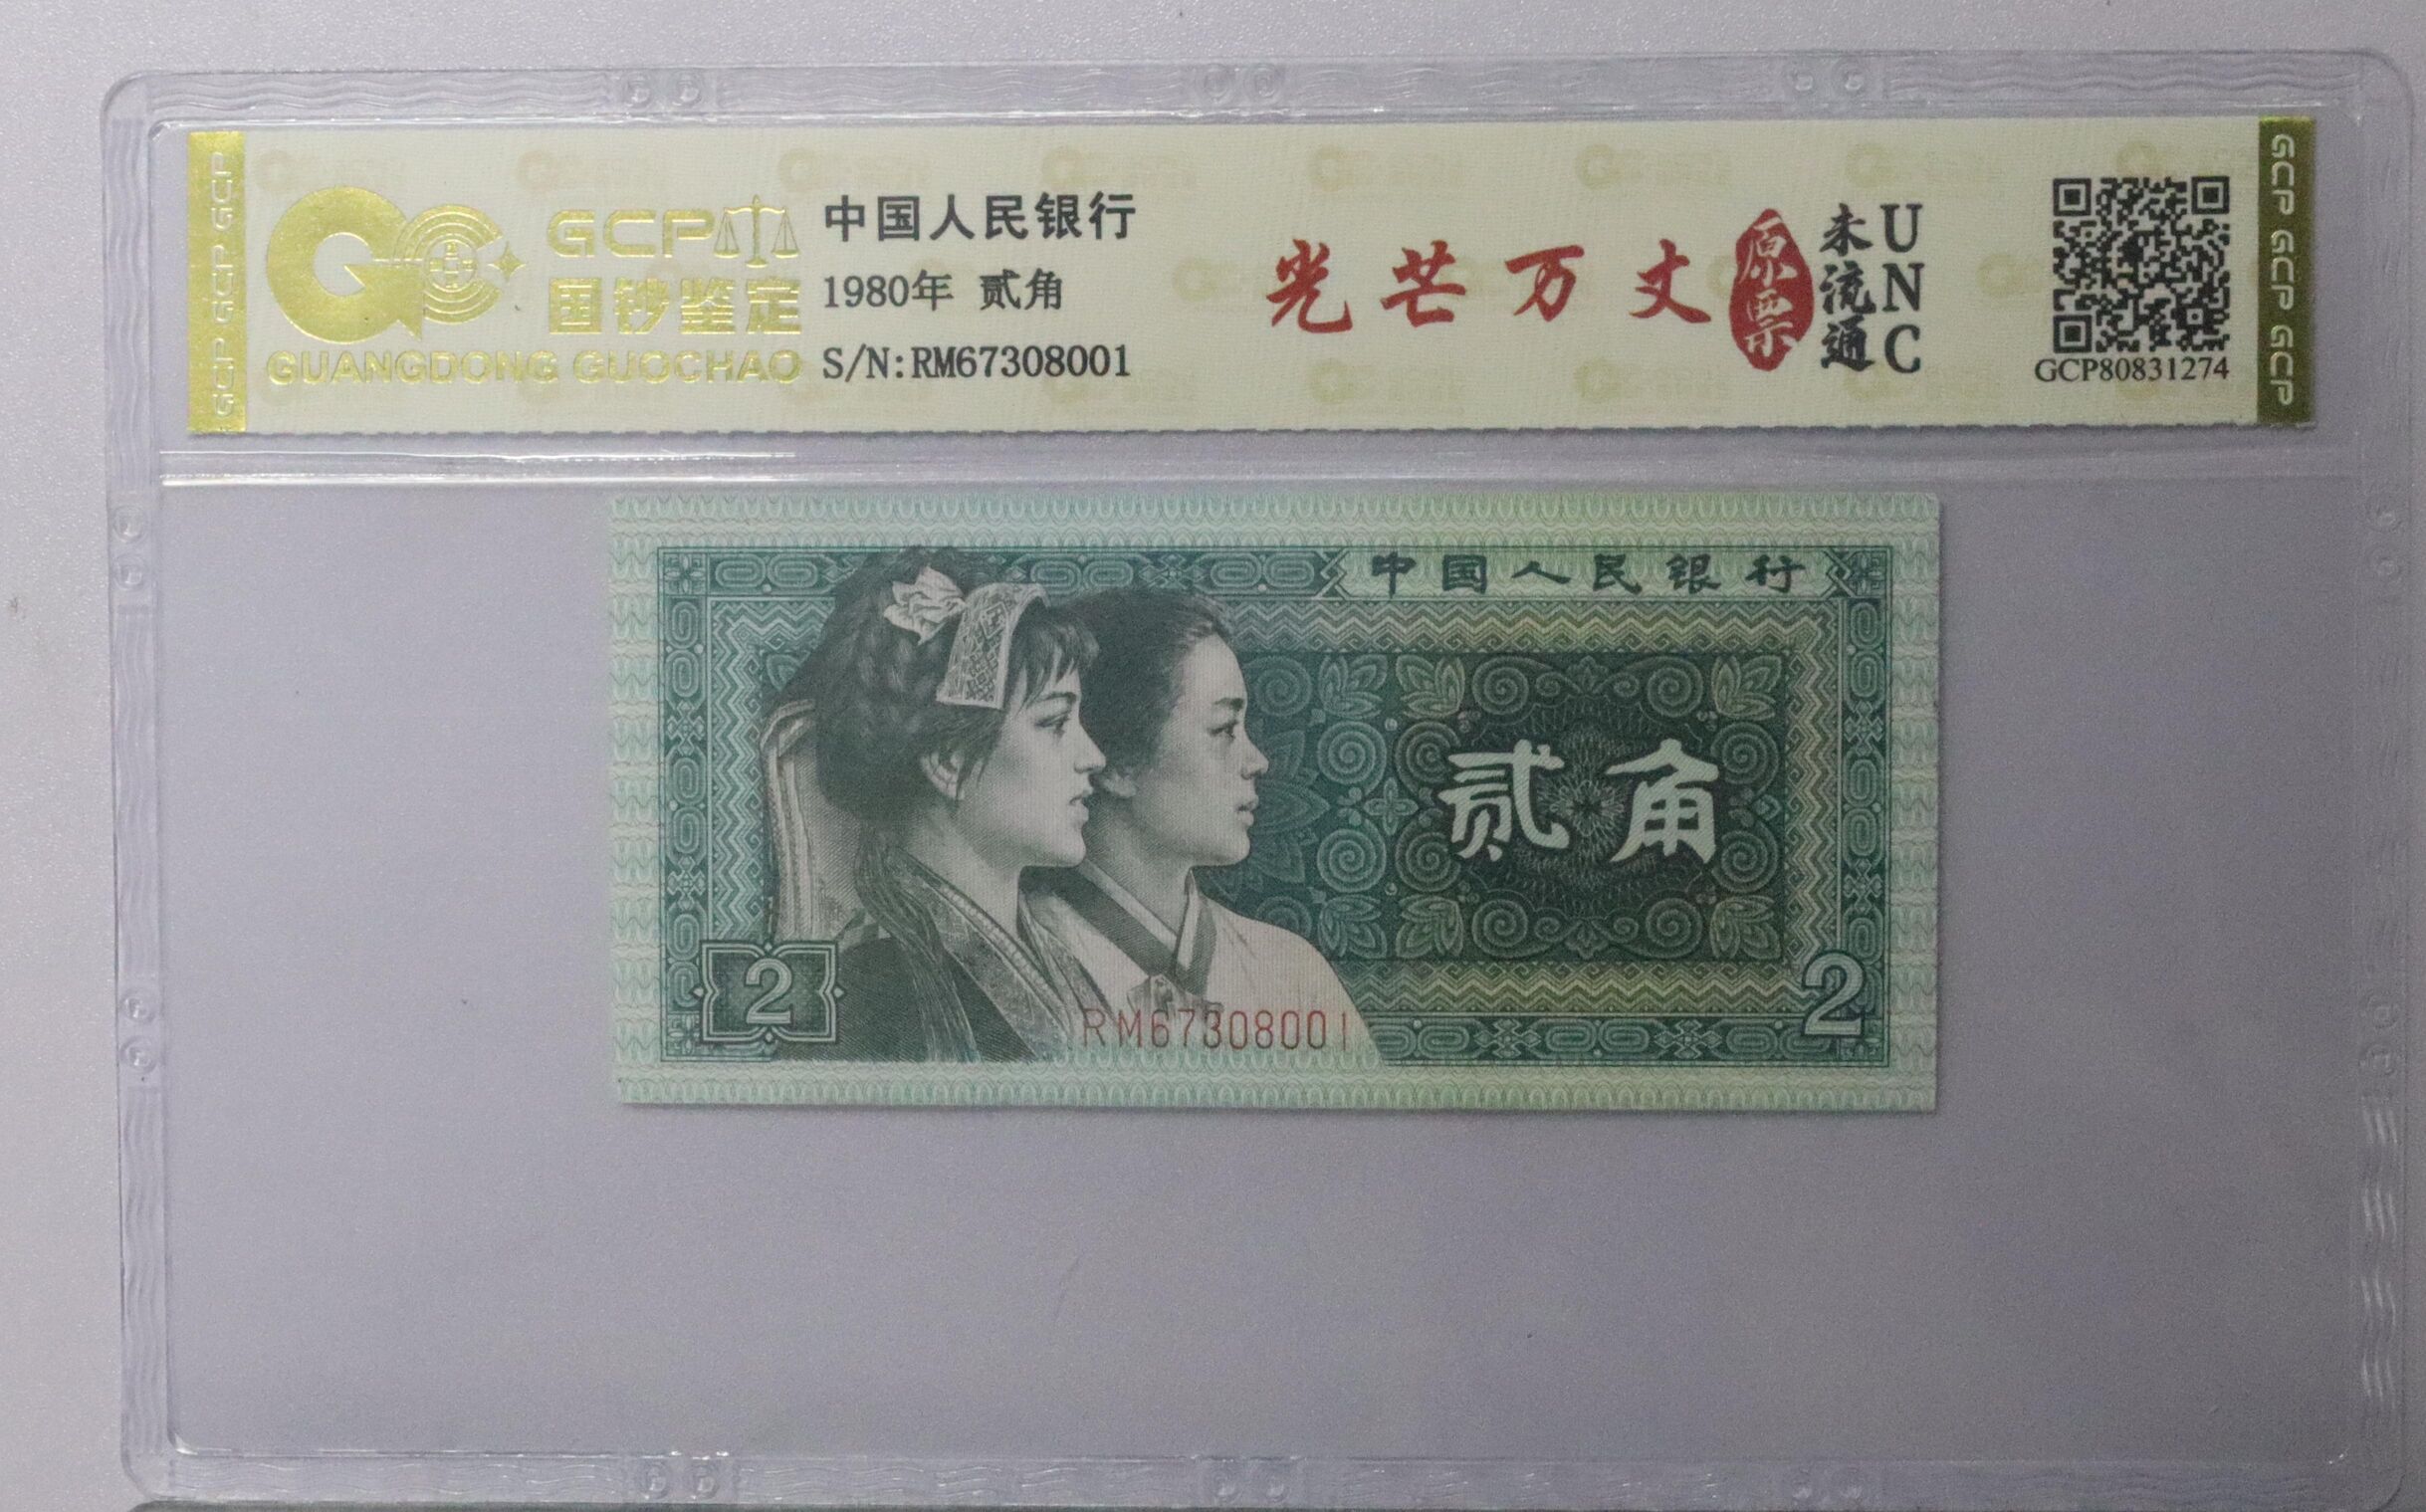 GCP GCP GCP
GCP
国钞鉴定
GUANGDONG GUOCHAO
中国人民银行
1980年 贰角
S/N:RM67308001
光芒万丈
原票
未流通
UNC
GCP80831274
GCP GCP GCP
中国人民银行
贰角
2
RM67308001
2